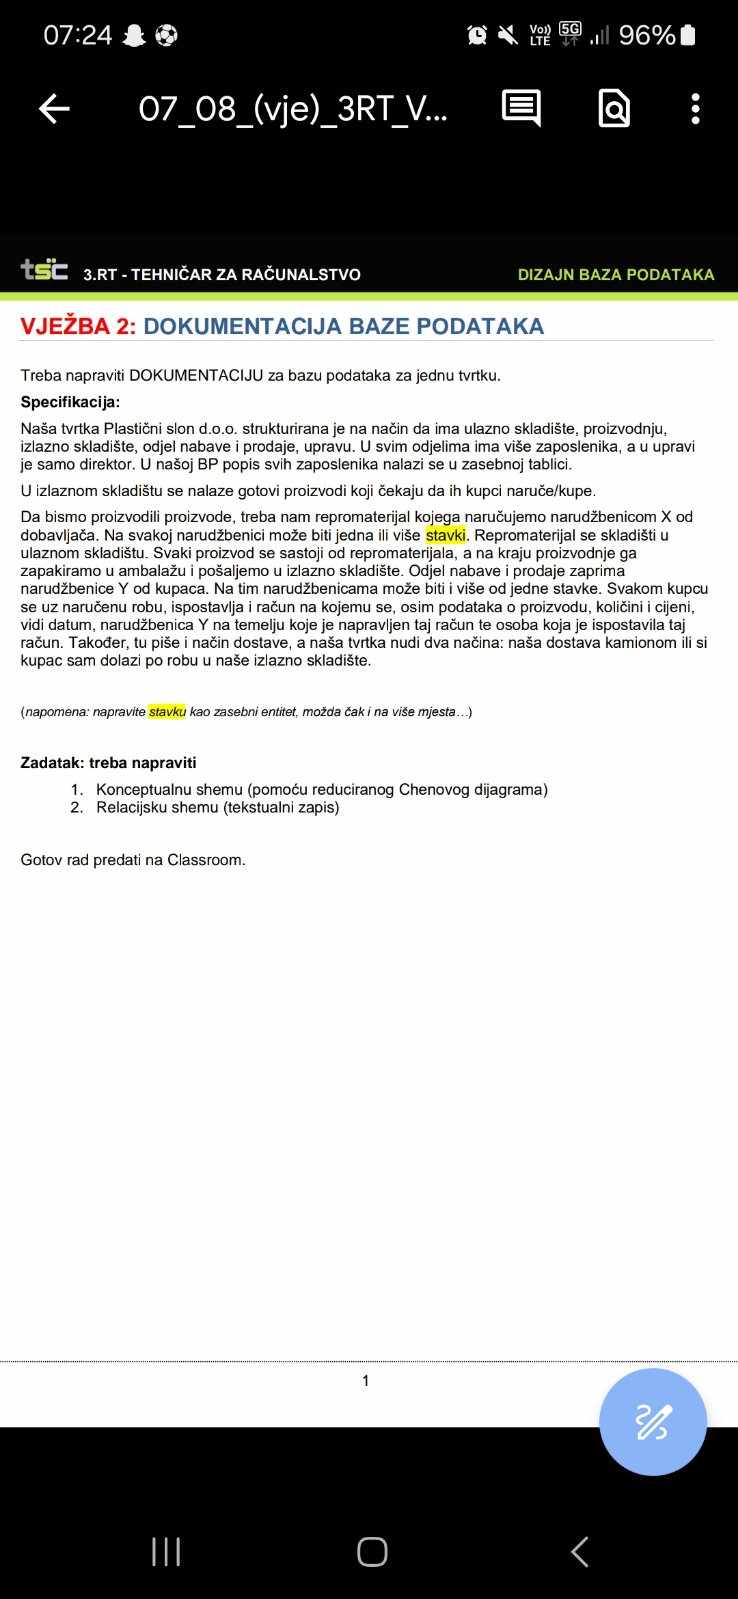 07:24
Vo)) LTE 5G 96%
07_08_(vje)_3RT_V...
tsc 3.RT - TEHNIČAR ZA RAČUNALSTVO DIZAJN BAZA PODATAKA
VJEŽBA 2: DOKUMENTACIJA BAZE PODATAKA
Treba napraviti DOKUMENTACIJU za bazu podataka za jednu tvrtku.
Specifikacija:
Naša tvrtka Plastični slon d.o.o. strukturirana je na način da ima ulazno skladište, proizvodnju,
izlazno skladište, odjel nabave i prodaje, upravu. U svim odjelima ima više zaposlenika, a u upravi
je samo direktor. U našoj BP popis svih zaposlenika nalazi se u zasebnoj tablici.
U izlaznom skladištu se nalaze gotovi proizvodi koji čekaju da ih kupci naruče/kupe.
Da bismo proizvodili proizvode, treba nam repromaterijal kojega naručujemo narudžbenicom X od
dobavljača. Na svakoj narudžbenici može biti jedna ili više stavki. Repromaterijal se skladišti u
ulaznom skladištu. Svaki proizvod se sastoji od repromaterijala, a na kraju proizvodnje ga
zapakiramo u ambalažu i pošaljemo u izlazno skladište. Odjel nabave i prodaje zaprima
narudžbenice Y od kupaca. Na tim narudžbenicama može biti i više od jedne stavke. Svakom kupcu
se uz naručenu robu, ispostavlja i račun na kojemu se, osim podataka o proizvodu, količini i cijeni,
vidi datum, narudžbenica Y na temelju koje je napravljen taj račun te osoba koja je ispostavila taj
račun. Također, tu piše i način dostave, a naša tvrtka nudi dva načina: naša dostava kamionom ili si
kupac sam dolazi po robu u naše izlazno skladište.
(napomena: napravite stavku kao zasebni entitet, možda čak i na više mjesta…)
Zadatak: treba napraviti
1. Konceptualnu shemu (pomoću reduciranog Chenovog dijagrama)
2. Relacijsku shemu (tekstualni zapis)
Gotov rad predati na Classroom.
1